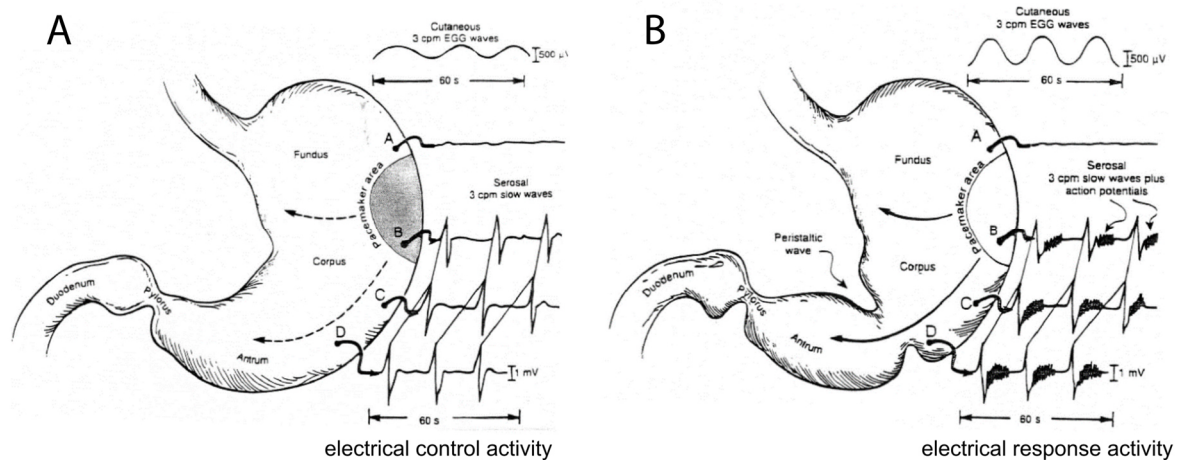 A
Cutaneous
3 cpm EGG waves
500 µV
60 s
A
Fundus
Pacemaker area
Serosal
3 cpm slow waves
B
Corpus
Duodenum
Pylorus
C
D
Antrum
1 mV
60 s
electrical control activity
B
Cutaneous
3 cpm EGG waves
500 µV
60 s
A
Fundus
Pacemaker area
Serosal
3 cpm slow waves plus
action potentials
B
Peristaltic
wave
Corpus
Duodenum
Pylorus
C
D
Antrum
1 mV
60 s
electrical response activity